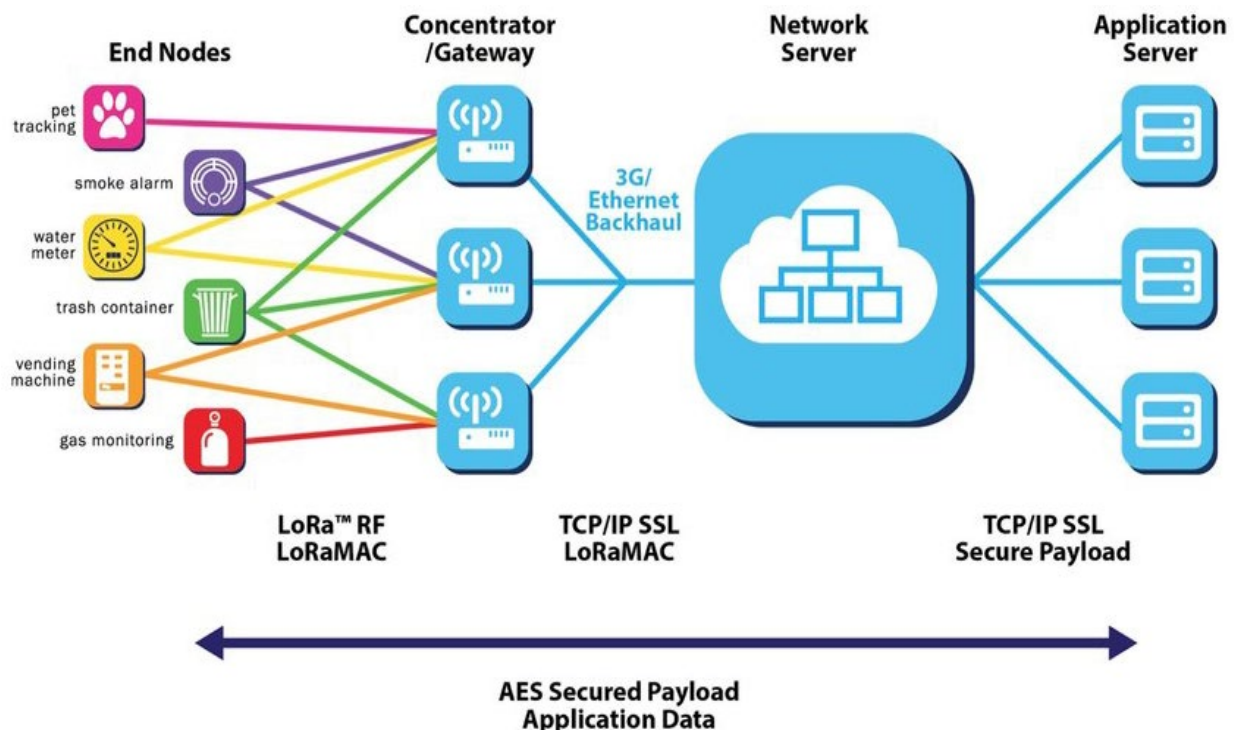 End Nodes
Concentrator
/Gateway
Network
Server
Application
Server
pet
tracking
smoke alarm
water
meter
trash container
vending
machine
gas monitoring
3G/
Ethernet
Backhaul
LoRa™ RF
LoRaMAC
TCP/IP SSL
LoRaMAC
TCP/IP SSL
Secure Payload
AES Secured Payload
Application Data